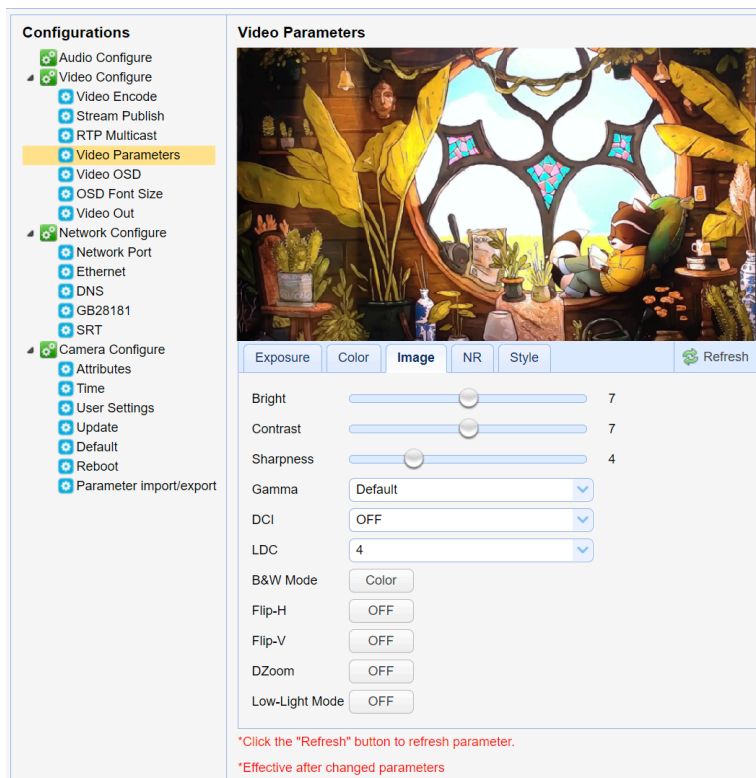 Configurations
Audio Configure
Video Configure
Video Encode
Stream Publish
RTP Multicast
Video Parameters
Video OSD
OSD Font Size
Video Out
Network Configure
Network Port
Ethernet
DNS
GB28181
SRT
Camera Configure
Attributes
Time
User Settings
Update
Default
Reboot
Parameter import/export
Video Parameters
Exposure Color Image NR Style Refresh
Bright 7
Contrast 7
Sharpness 4
Gamma Default
DCI OFF
LDC 4
B&W Mode Color
Flip-H OFF
Flip-V OFF
DZoom OFF
Low-Light Mode OFF
*Click the "Refresh" button to refresh parameter.
*Effective after changed parameters